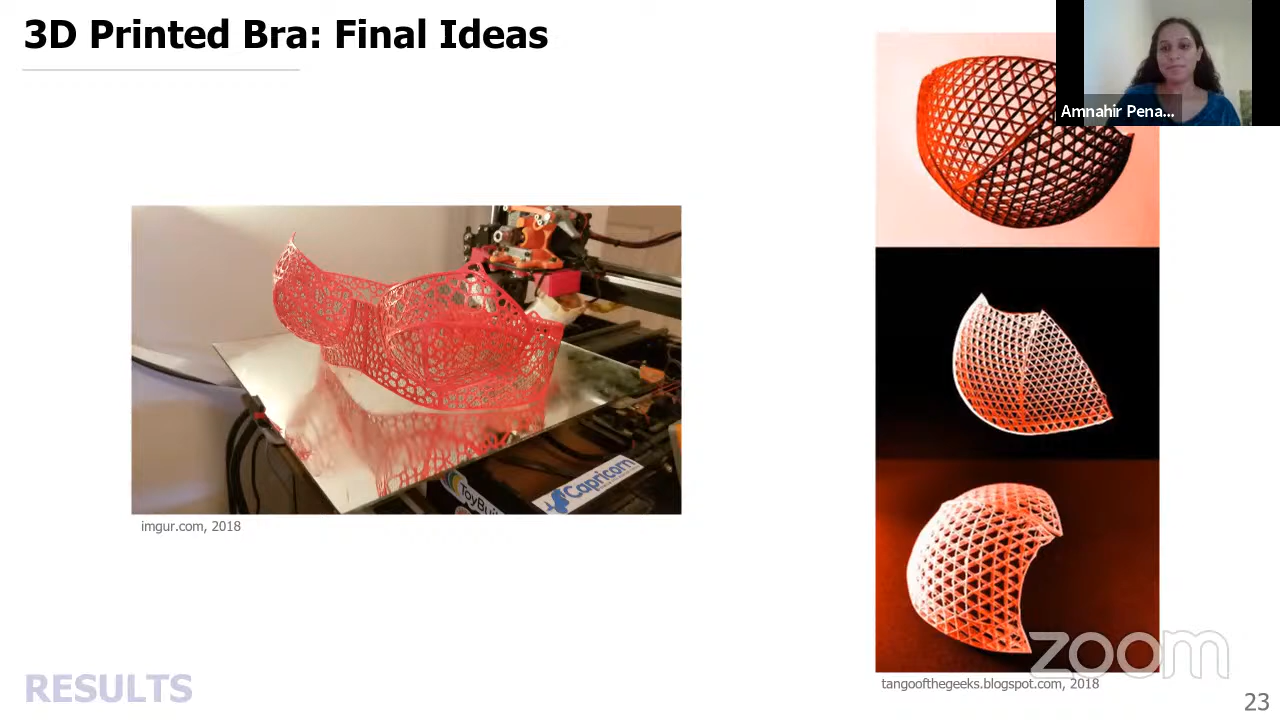 3D Printed Bra: Final Ideas
Amnahir Pena...
Capricorn
imgur.com, 2018
zoom
tangoofthegeeks.blogspot.com, 2018
RESULTS
23